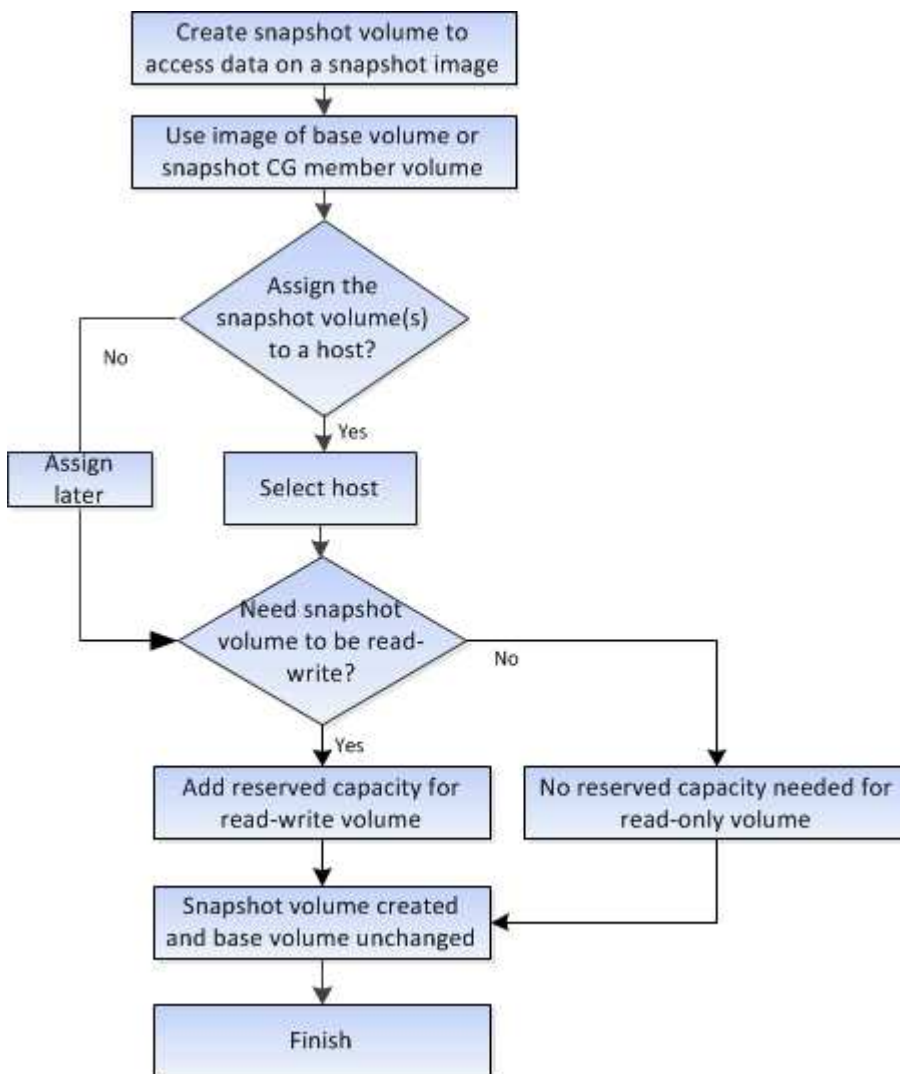 Create snapshot volume to
access data on a snapshot image
Use image of base volume or
snapshot CG member volume
Assign the
snapshot volume(s)
to a host?
No
Yes
Assign
later
Select host
Need snapshot
volume to be read-
write?
No
Yes
Add reserved capacity for
read-write volume
No reserved capacity needed for
read-only volume
Snapshot volume created
and base volume unchanged
Finish